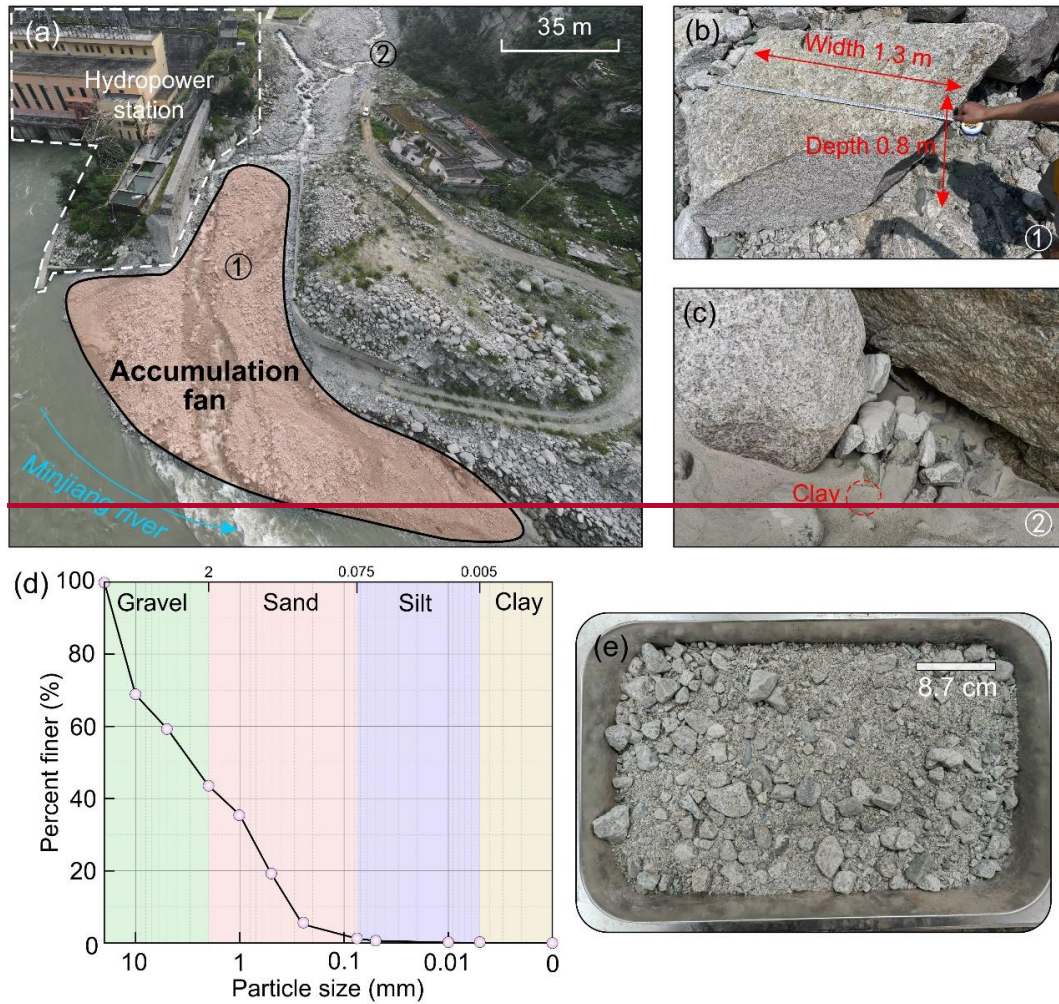 (a)
35 m
②
Hydropower
station
①
Accumulation
fan
Minjiang river
(b)
Width 1.3 m
Depth 0.8 m
①
(c)
Clay
②
(d)
2 0.075 0.005
Gravel Sand Silt Clay
100
80
60
40
20
0
Percent finer (%)
10 1 0.1 0.01 0
Particle size (mm)
(e)
8.7 cm